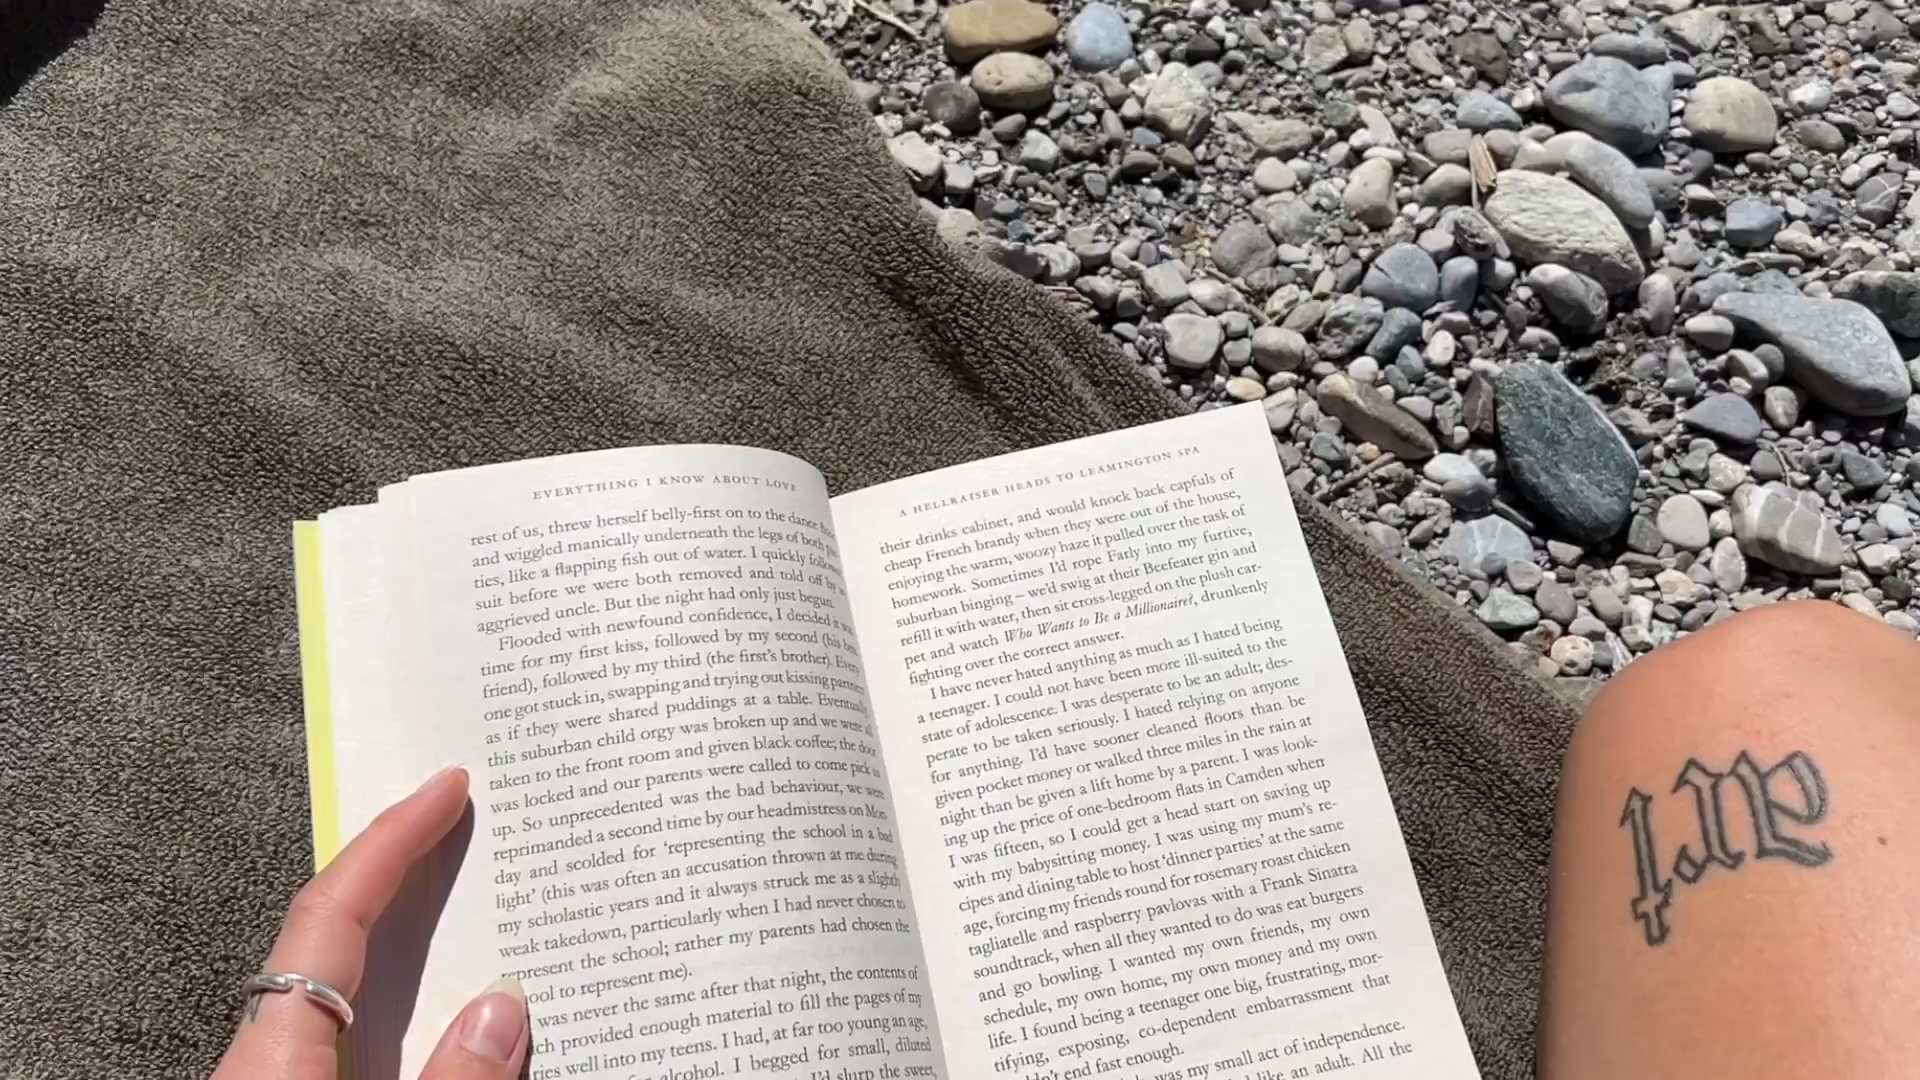 EVERYTHING I KNOW ABOUT LOVE
rest of us, threw herself belly-first on to the dance
and wiggled manically underneath the legs of both
ties, like a flapping fish out of water. I quickly
suit before we were both removed and told off by
aggrieved uncle. But the night had only just begun.
Flooded with newfound confidence, I decided it was
time for my first kiss, followed by my second (his
friend), followed by my third (the first's brother). Every
one got stuck in, swapping and trying out kissing
as if they were shared puddings at a table. Eventually
this suburban child orgy was broken up and we were all
taken to the front room and given black coffee; the door
was locked and our parents were called to come pick us
up. So unprecedented was the bad behaviour, we were
reprimanded a second time by our headmistress on Mon-
day and scolded for 'representing the school in a bad
light' (this was often an accusation thrown at me during
my scholastic years and it always struck me as a slightly
weak takedown, particularly when I had never chosen to
represent the school; rather my parents had chosen the
ool to represent me).
was never the same after that night, the contents of
ich provided enough material to fill the pages of my
ries well into my teens. I had, at far too young an age,
alcohol. I begged for small, diluted
I'd slurp the sweet,
A HELLRAISER HEADS TO LEAMINGTON SPA
their drinks cabinet, and would knock back capfuls of
cheap French brandy when they were out of the house,
enjoying the warm, woozy haze it pulled over the task of
homework. Sometimes I'd rope Farly into my furtive,
suburban binging – we'd swig at their Beefeater gin and
refill it with water, then sit cross-legged on the plush car-
pet and watch Who Wants to Be a Millionaire?, drunkenly
fighting over the correct answer.
I have never hated anything as much as I hated being
a teenager. I could not have been more ill-suited to the
state of adolescence. I was desperate to be an adult; des-
perate to be taken seriously. I hated relying on anyone
for anything. I'd have sooner cleaned floors than be
given pocket money or walked three miles in the rain at
night than be given a lift home by a parent. I was look-
ing up the price of one-bedroom flats in Camden when
I was fifteen, so I could get a head start on saving up
with my babysitting money. I was using my mum's re-
cipes and dining table to host 'dinner parties' at the same
age, forcing my friends round for rosemary roast chicken
tagliatelle and raspberry pavlovas with a Frank Sinatra
soundtrack, when all they wanted to do was eat burgers
and go bowling. I wanted my own friends, my own
schedule, my own home, my own money and my own
life. I found being a teenager one big, frustrating, mor-
tifying, exposing, co-dependent embarrassment that
dn't end fast enough.
was my small act of independence.
like an adult. All the